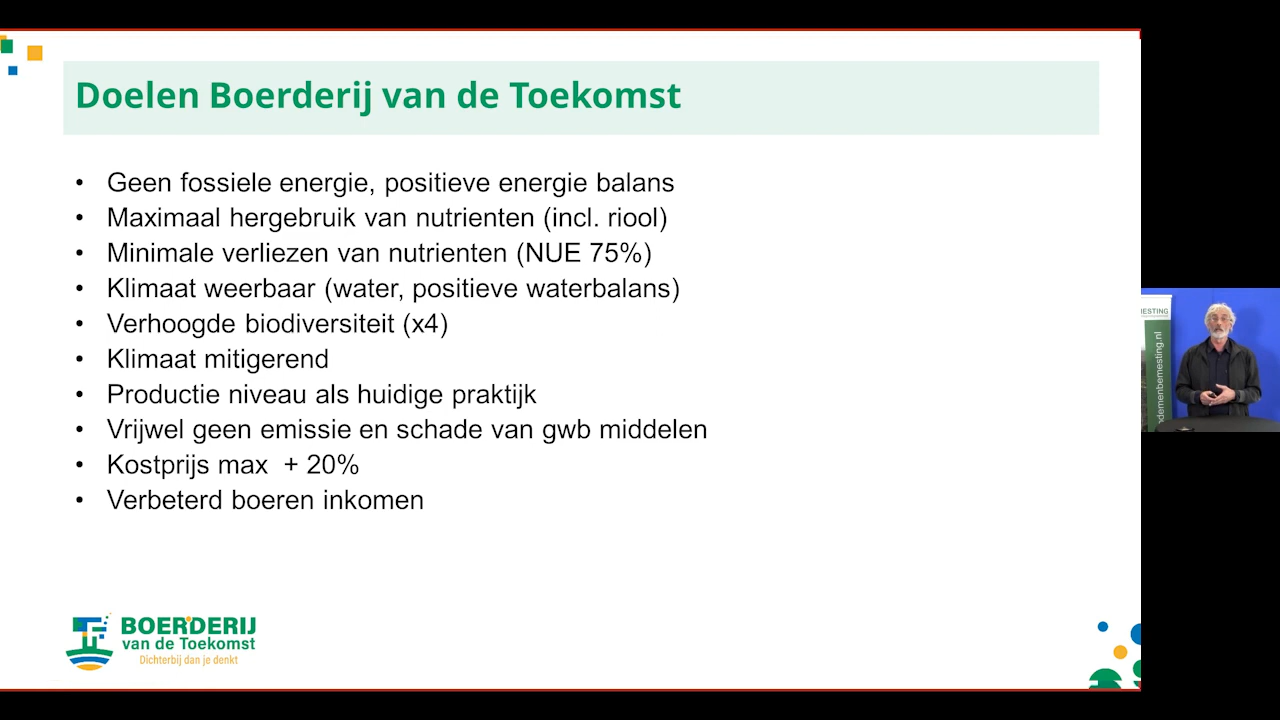 Doelen Boerderij van de Toekomst
• Geen fossiele energie, positieve energie balans
• Maximaal hergebruik van nutrienten (incl. riool)
• Minimale verliezen van nutrienten (NUE 75%)
• Klimaat weerbaar (water, positieve waterbalans)
• Verhoogde biodiversiteit (x4)
• Klimaat mitigerend
• Productie niveau als huidige praktijk
• Vrijwel geen emissie en schade van gwb middelen
• Kostprijs max + 20%
• Verbeterd boeren inkomen
BOERDERIJ
van de Toekomst
Dichterbij dan je denkt
MESTING
demenbemesting.nl